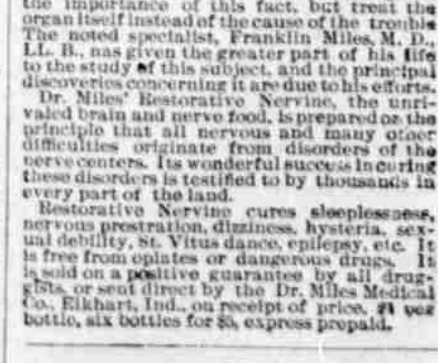 the importance of this fact, but treat the
organ itself instead of the cause of the trouble
The noted specialist, Franklin Miles, M. D.,
LL. B., has given the greater part of his life
to the study of this subject, and the principal
discoveries concerning it are due to his efforts.
Dr. Miles' Restorative Nervine, the unri-
valed brain and nerve food, is prepared on the
principle that all nervous and many other
difficulties originate from disorders of the
nerve centers. Its wonderful success in curing
these disorders is testified to by thousands in
every part of the land.
Restorative Nervine cures sleeplessness,
nervous prostration, dizziness, hysteria, sex-
ual debility, St. Vitus dance, epilepsy, etc. It
is free from opiates or dangerous drugs. It
is sold on a positive guarantee by all drug-
gists, or sent direct by the Dr. Miles Medical
Co., Elkhart, Ind., on receipt of price, $1 per
bottle, six bottles for $5, express prepaid.